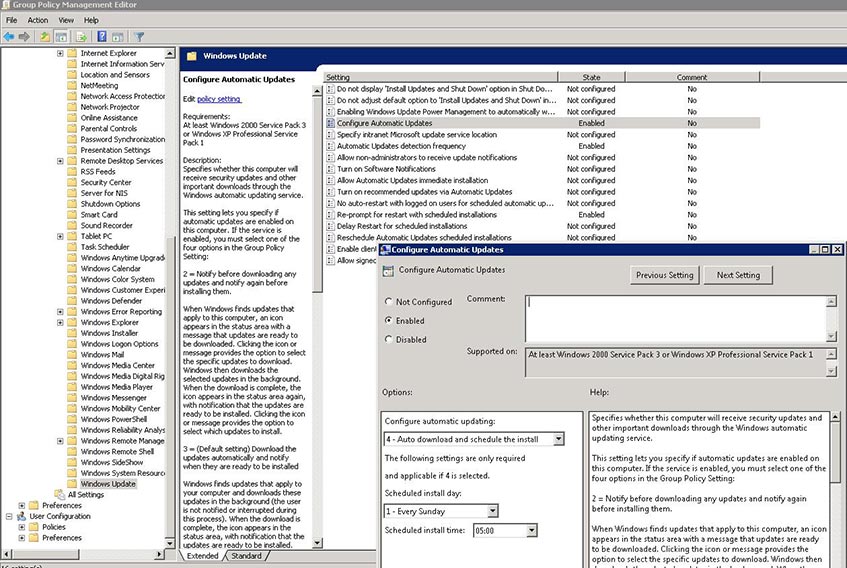 Group Policy Management Editor
File Action View Help
Internet Explorer
Internet Information Serv
Location and Sensors
NetMeeting
Network Access Protection
Network Projector
Online Assistance
Parental Controls
Password Synchronization
Presentation Settings
Remote Desktop Services
RSS Feeds
Security Center
Server for NIS
Shutdown Options
Smart Card
Sound Recorder
Tablet PC
Task Scheduler
Windows Anytime Upgrad
Windows Calendar
Windows Color System
Windows Customer Experi
Windows Defender
Windows Error Reporting
Windows Explorer
Windows Installer
Windows Logon Options
Windows Mail
Windows Media Center
Windows Media Digital Rig
Windows Media Player
Windows Messenger
Windows Mobility Center
Windows PowerShell
Windows Reliability Analys
Windows Remote Manage
Windows Remote Shell
Windows SideShow
Windows System Resourc
Windows Update
All Settings
Preferences
User Configuration
Policies
Preferences
Windows Update
Configure Automatic Updates
Edit policy setting
Requirements:
At least Windows 2000 Service Pack 3
or Windows XP Professional Service
Pack 1
Description:
Specifies whether this computer will
receive security updates and other
important downloads through the
Windows automatic updating service.
This setting lets you specify if
automatic updates are enabled on
this computer. If the service is
enabled, you must select one of the
four options in the Group Policy
Setting:
2 = Notify before downloading any
updates and notify again before
installing them.
When Windows finds updates that
apply to this computer, an icon
appears in the status area with a
message that updates are ready to
be downloaded. Clicking the icon or
message provides the option to select
the specific updates to download.
Windows then downloads the
selected updates in the background.
When the download is complete, the
icon appears in the status area again,
with notification that the updates are
ready to be installed. Clicking the icon
or message provides the option to
select which updates to install.
3 = (Default setting) Download the
updates automatically and notify
when they are ready to be installed
Windows finds updates that apply to
your computer and downloads these
updates in the background (the user
is not notified or interrupted during
this process). When the download is
complete, the icon appears in the
status area, with notification that the
updates are ready to be installed.
Extended Standard
Setting State Comment
Do not display 'Install Updates and Shut Down' option in Shut Do... Not configured No
Do not adjust default option to 'Install Updates and Shut Down' in... Not configured No
Enabling Windows Update Power Management to automatically w... Not configured No
Configure Automatic Updates Enabled No
Specify intranet Microsoft update service location Not configured No
Automatic Updates detection frequency Enabled No
Allow non-administrators to receive update notifications Not configured No
Turn on Software Notifications Not configured No
Allow Automatic Updates immediate installation Not configured No
Turn on recommended updates via Automatic Updates Not configured No
No auto-restart with logged on users for scheduled automatic up... Not configured No
Re-prompt for restart with scheduled installations Enabled No
Delay Restart for scheduled installations Not configured No
Reschedule Automatic Updates scheduled installations Not configured No
Enable clien
Allow signed
Configure Automatic Updates
Configure Automatic Updates
Previous Setting Next Setting
Not Configured
Enabled
Disabled
Comment:
Supported on:
At least Windows 2000 Service Pack 3 or Windows XP Professional Service Pack 1
Options:
Configure automatic updating:
4 - Auto download and schedule the install
The following settings are only required
and applicable if 4 is selected.
Scheduled install day:
1 - Every Sunday
Scheduled install time: 05:00
Help:
Specifies whether this computer will receive security updates and
other important downloads through the Windows automatic
updating service.
This setting lets you specify if automatic updates are enabled on
this computer. If the service is enabled, you must select one of the
four options in the Group Policy Setting:
2 = Notify before downloading any updates and notify again
before installing them.
When Windows finds updates that apply to this computer, an icon
appears in the status area with a message that updates are ready
to be downloaded. Clicking the icon or message provides the
option to select the specific updates to download. Windows then